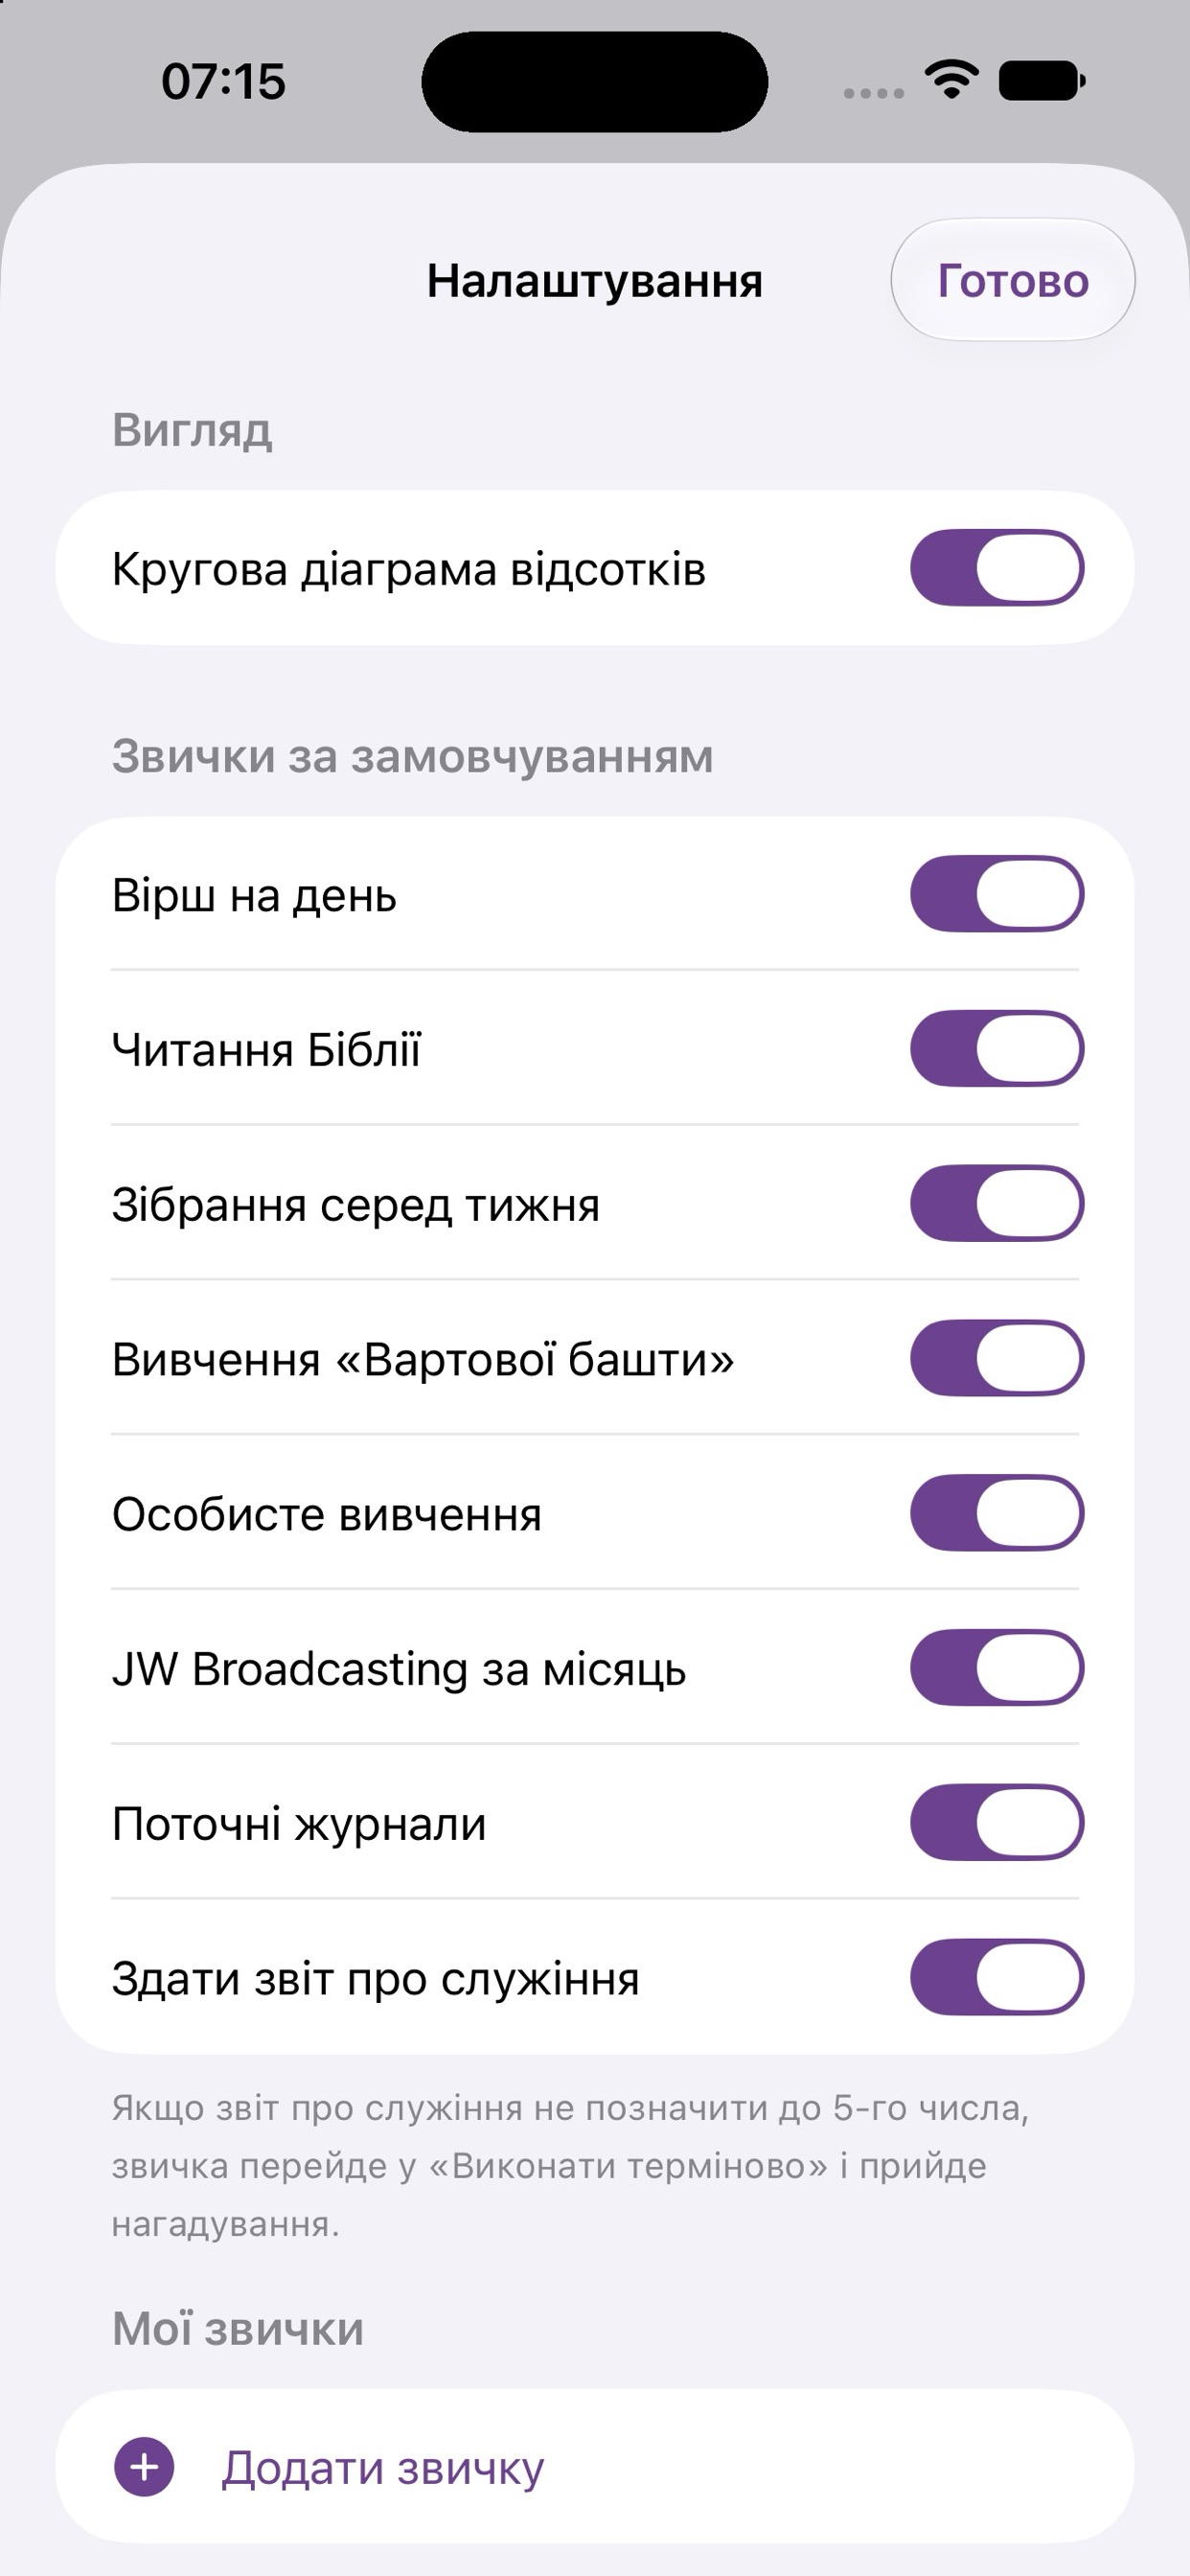 07:15
Налаштування
Готово
Вигляд
Кругова діаграма відсотків
Звички за замовчуванням
Вірш на день
Читання Біблії
Зібрання серед тижня
Вивчення «Вартової башти»
Особисте вивчення
JW Broadcasting за місяць
Поточні журнали
Здати звіт про служіння
Якщо звіт про служіння не позначити до 5-го числа,
звичка перейде у «Виконати терміново» і прийде
нагадування.
Мої звички
Додати звичку